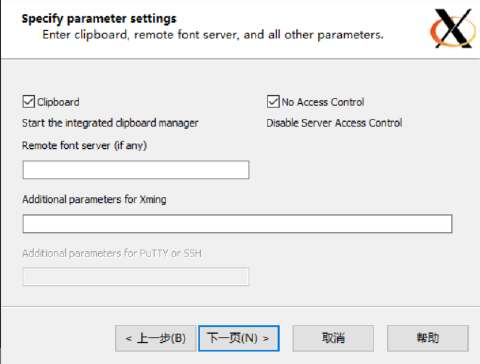 Specify parameter settings
Enter clipboard, remote font server, and all other parameters.
Clipboard
No Access Control
Start the integrated clipboard manager
Disable Server Access Control
Remote font server (if any)
Additional parameters for Xming
Additional parameters for PuTTY or SSH
< 上一步(B)
下一页(N) >
取消
帮助